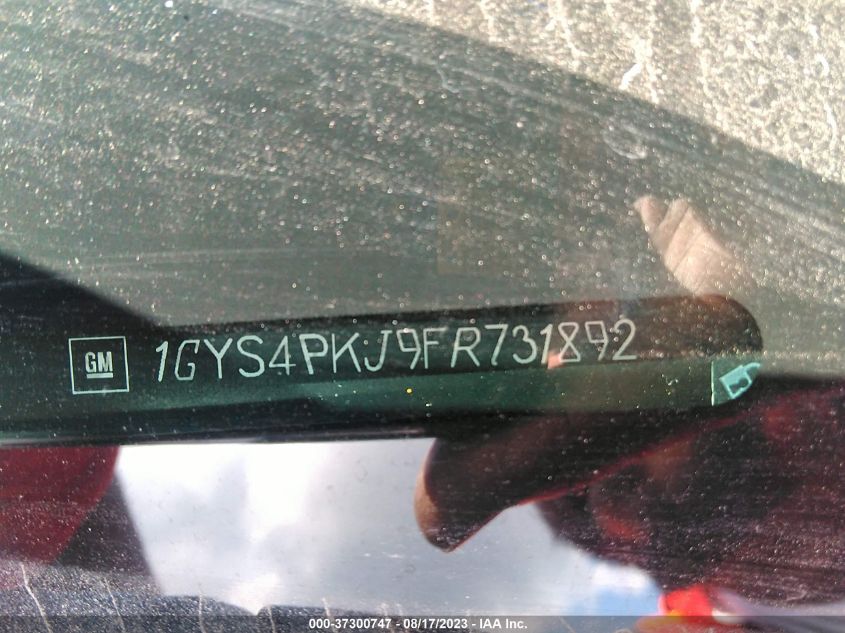 GM 1GYS4PKJ9FR731892
000-37300747 - 08/17/2023 - IAA Inc.